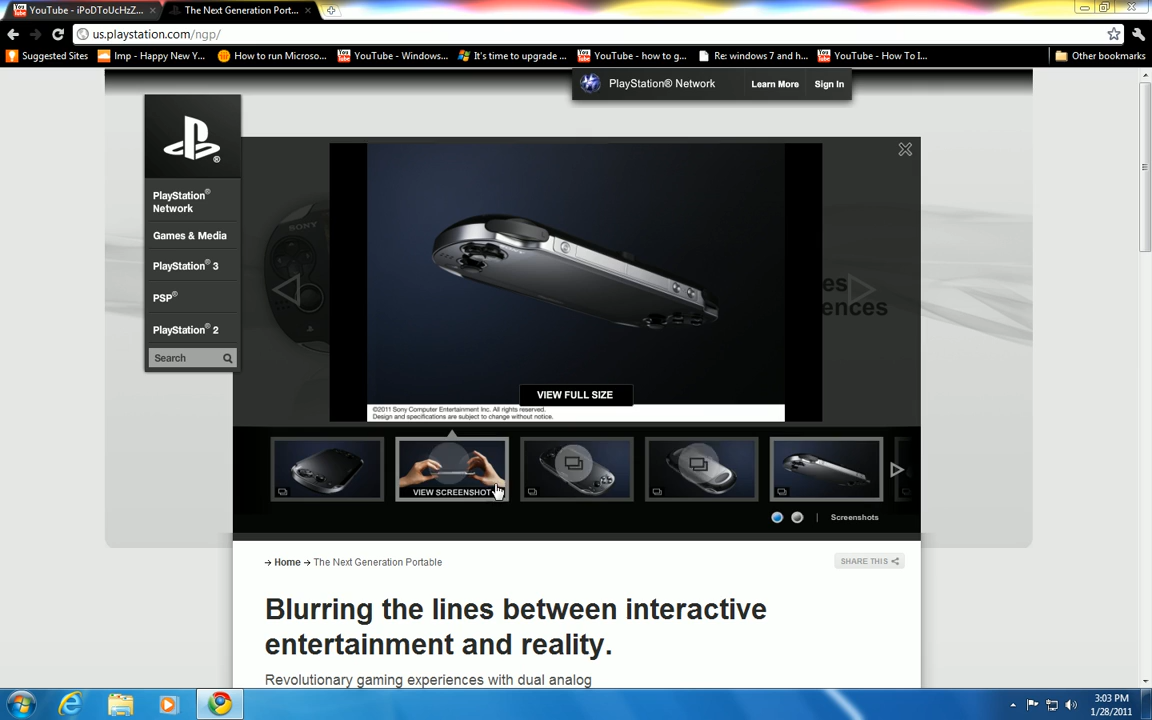 YouTube - iPoDToUcHzZ...
The Next Generation Port...
us.playstation.com/ngp/
Suggested Sites
Imp - Happy New Y...
How to run Microso...
YouTube - Windows...
It's time to upgrade ...
YouTube - how to g...
Re: windows 7 and h...
YouTube - How To I...
Other bookmarks
PlayStation® Network
Learn More
Sign In
PlayStation®
Network
Games & Media
PlayStation® 3
PSP®
PlayStation® 2
Search
SONY
es
ences
VIEW FULL SIZE
©2011 Sony Computer Entertainment Inc. All rights reserved.
Design and specifications are subject to change without notice.
VIEW SCREENSHOT
| Screenshots
→ Home → The Next Generation Portable
SHARE THIS
Blurring the lines between interactive
entertainment and reality.
Revolutionary gaming experiences with dual analog
3:03 PM
1/28/2011